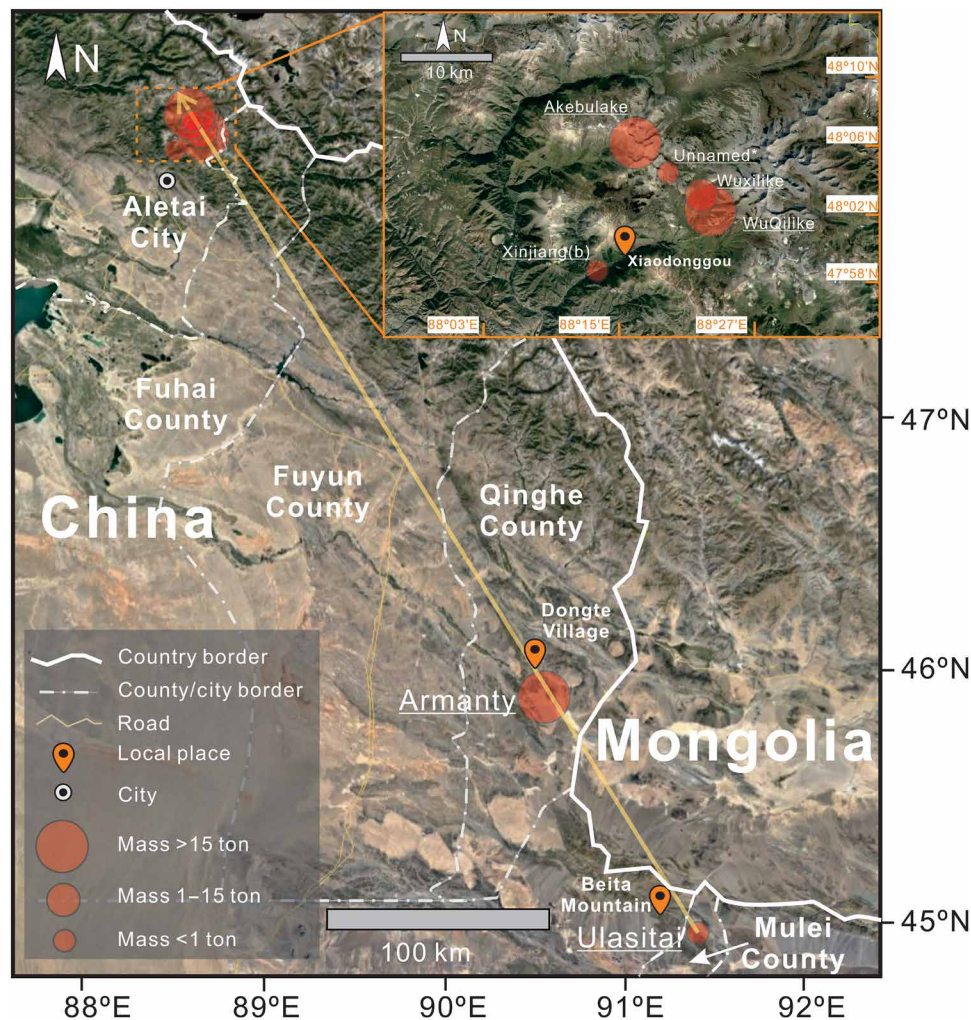 N
N
10 km
48°10'N
48°06'N
48°02'N
47°58'N
Akebulake
Unnamed*
Wuxilike
WuQilike
Xinjiang(b)
Xiaodonggou
88°03'E
88°15'E
88°27'E
Aletai
City
Fuhai
County
Fuyun
County
Qinghe
County
China
Mongolia
Dongte
Village
Armanty
Beita
Mountain
Ulasitai
Mulei
County
47°N
46°N
45°N
Country border
County/city border
Road
Local place
City
Mass >15 ton
Mass 1–15 ton
Mass <1 ton
100 km
88°E
89°E
90°E
91°E
92°E